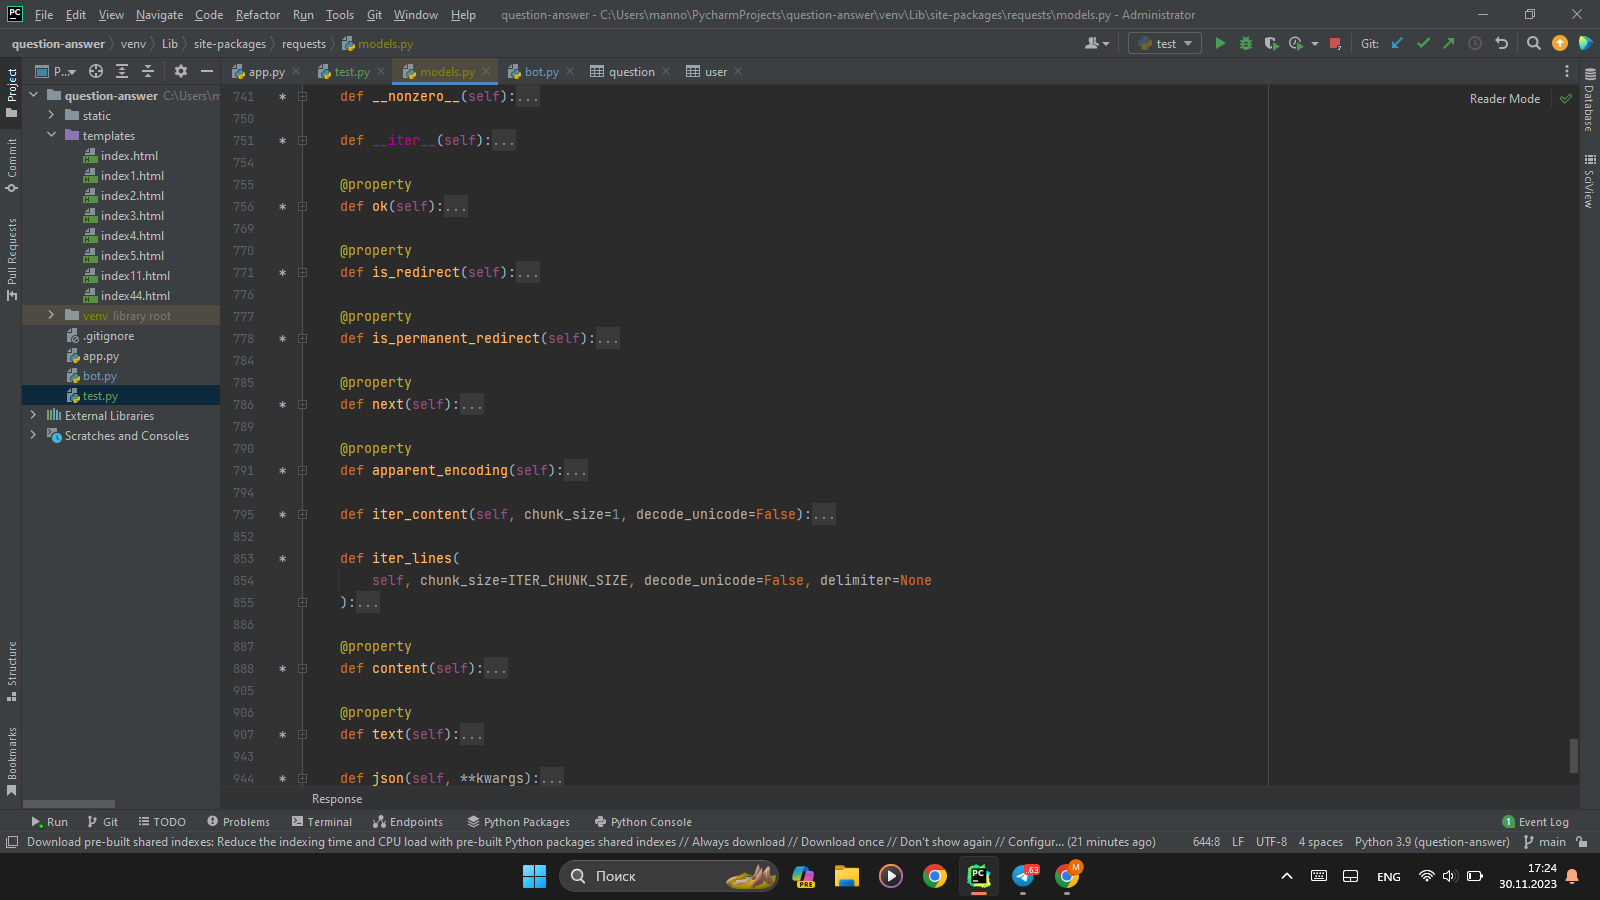 PC File Edit View Navigate Code Refactor Run Tools Git Window Help question-answer - C:\Users\manno\PycharmProjects\question-answer\venv\Lib\site-packages\requests\models.py - Administrator
question-answer venv Lib site-packages requests models.py test Git:
Project
Commit
Pull Requests
Structure
Bookmarks
P...
question-answer C:\Users\m
static
templates
index.html
index1.html
index2.html
index3.html
index4.html
index5.html
index11.html
index44.html
venv library root
.gitignore
app.py
bot.py
test.py
External Libraries
Scratches and Consoles
app.py test.py models.py bot.py question user
Reader Mode
741 * def __nonzero__(self):...
750
751 * def __iter__(self):...
754
755 @property
756 * def ok(self):...
769
770 @property
771 * def is_redirect(self):...
776
777 @property
778 * def is_permanent_redirect(self):...
784
785 @property
786 * def next(self):...
789
790 @property
791 * def apparent_encoding(self):...
794
795 * def iter_content(self, chunk_size=1, decode_unicode=False):...
852
853 * def iter_lines(
854 self, chunk_size=ITER_CHUNK_SIZE, decode_unicode=False, delimiter=None
855 ):...
886
887 @property
888 * def content(self):...
905
906 @property
907 * def text(self):...
943
944 * def json(self, **kwargs):...
Response
Database
SciView
Run Git TODO Problems Terminal Endpoints Python Packages Python Console 1 Event Log
Download pre-built shared indexes: Reduce the indexing time and CPU load with pre-built Python packages shared indexes // Always download // Download once // Don't show again // Configur... (21 minutes ago) 644:8 LF UTF-8 4 spaces Python 3.9 (question-answer) main
Поиск PRE PC .63 M ENG 17:24
30.11.2023